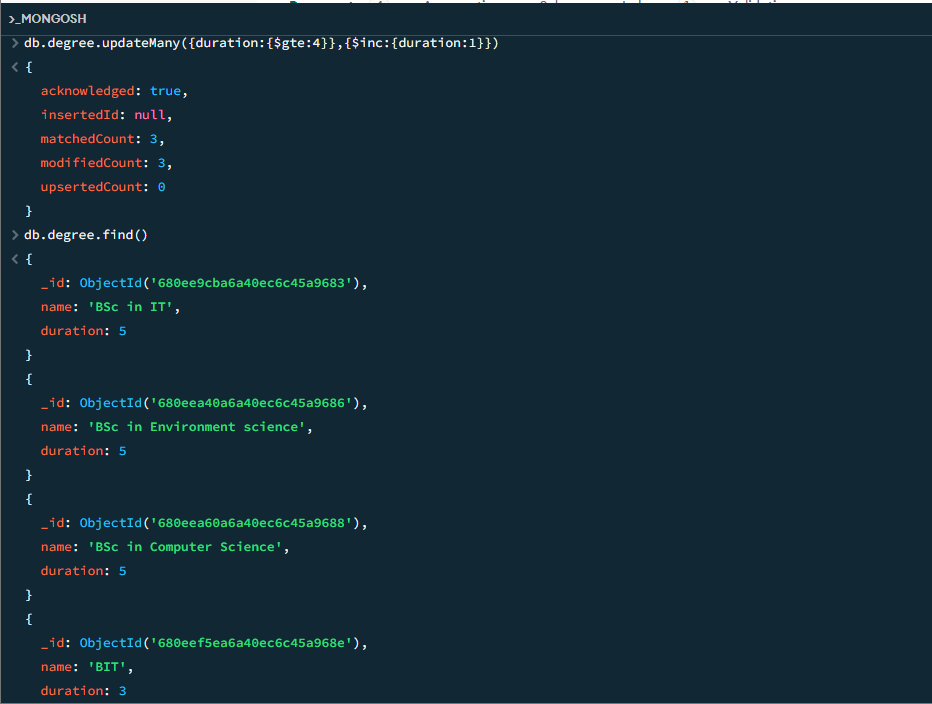 >_MONGOSH
> db.degree.updateMany({duration:{$gte:4}},{$inc:{duration:1}})
< {
acknowledged: true,
insertedId: null,
matchedCount: 3,
modifiedCount: 3,
upsertedCount: 0
}
> db.degree.find()
< {
_id: ObjectId('680ee9cba6a40ec6c45a9683'),
name: 'BSc in IT',
duration: 5
}
{
_id: ObjectId('680eea40a6a40ec6c45a9686'),
name: 'BSc in Environment science',
duration: 5
}
{
_id: ObjectId('680eea60a6a40ec6c45a9688'),
name: 'BSc in Computer Science',
duration: 5
}
{
_id: ObjectId('680eef5ea6a40ec6c45a968e'),
name: 'BIT',
duration: 3